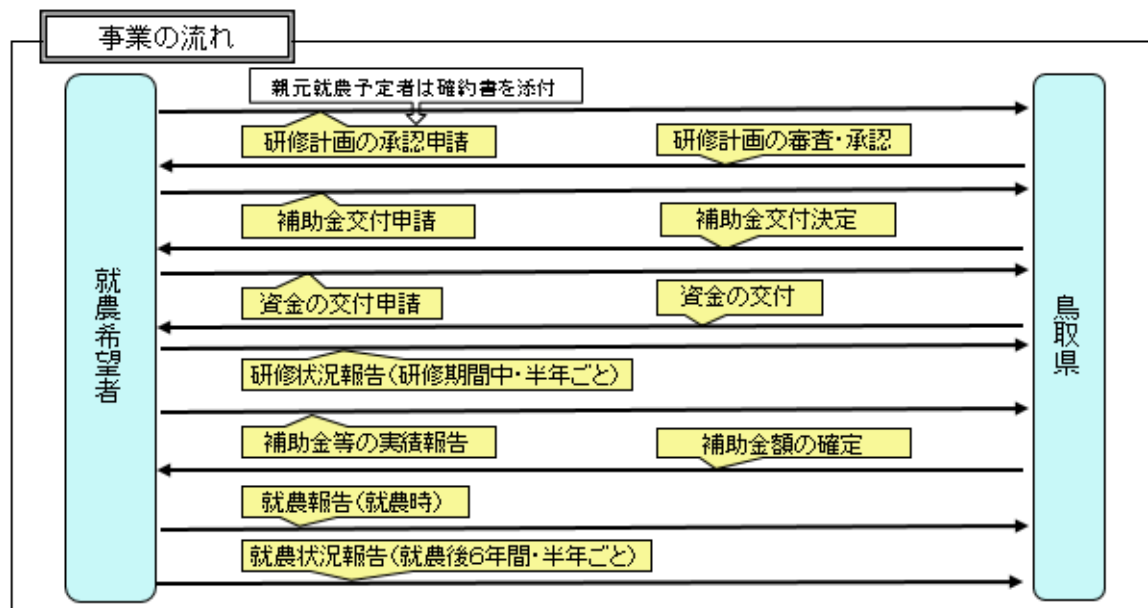 事業の流れ
親元就農予定者は確約書を添付
研修計画の承認申請
研修計画の審査・承認
補助金交付申請
補助金交付決定
資金の交付申請
資金の交付
研修状況報告(研修期間中・半年ごと)
補助金等の実績報告
補助金額の確定
就農報告(就農時)
就農状況報告(就農後6年間・半年ごと)
就農希望者
鳥取県